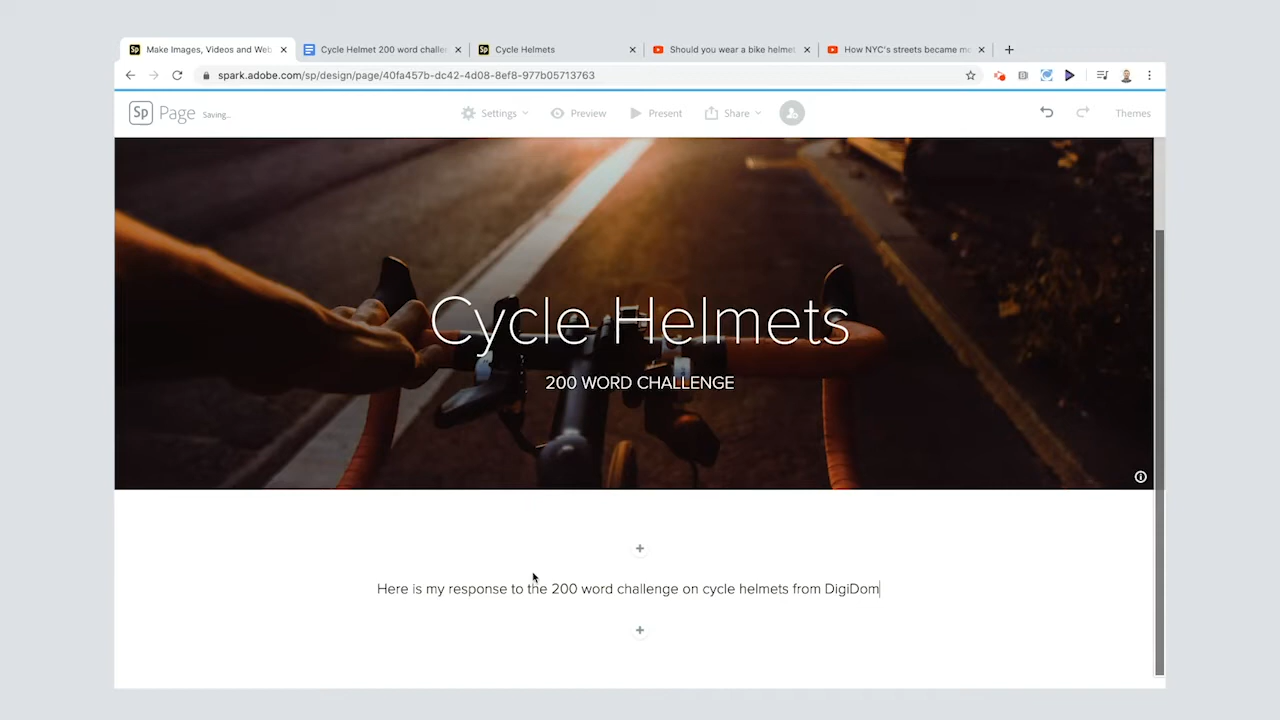 Make Images, Videos and Web
Cycle Helmet 200 word challe
Cycle Helmets
Should you wear a bike helmet
How NYC's streets became mo
spark.adobe.com/sp/design/page/40fa457b-dc42-4d08-8ef8-977b05713763
Sp Page Saving... Settings Preview Present Share Themes
Cycle Helmets
200 WORD CHALLENGE
Here is my response to the 200 word challenge on cycle helmets from DigiDom